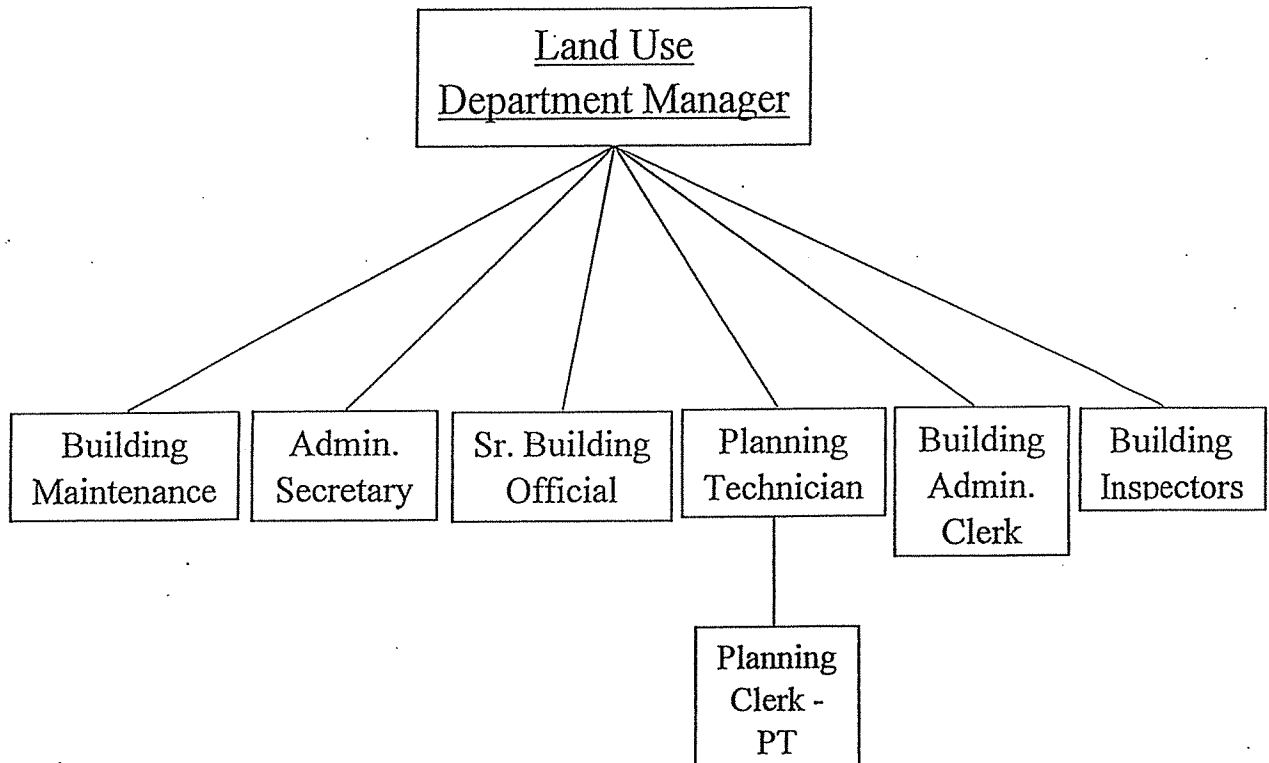 Land Use
Department Manager
Building
Maintenance
Admin.
Secretary
Sr. Building
Official
Planning
Technician
Building
Admin.
Clerk
Building
Inspectors
Planning
Clerk -
PT